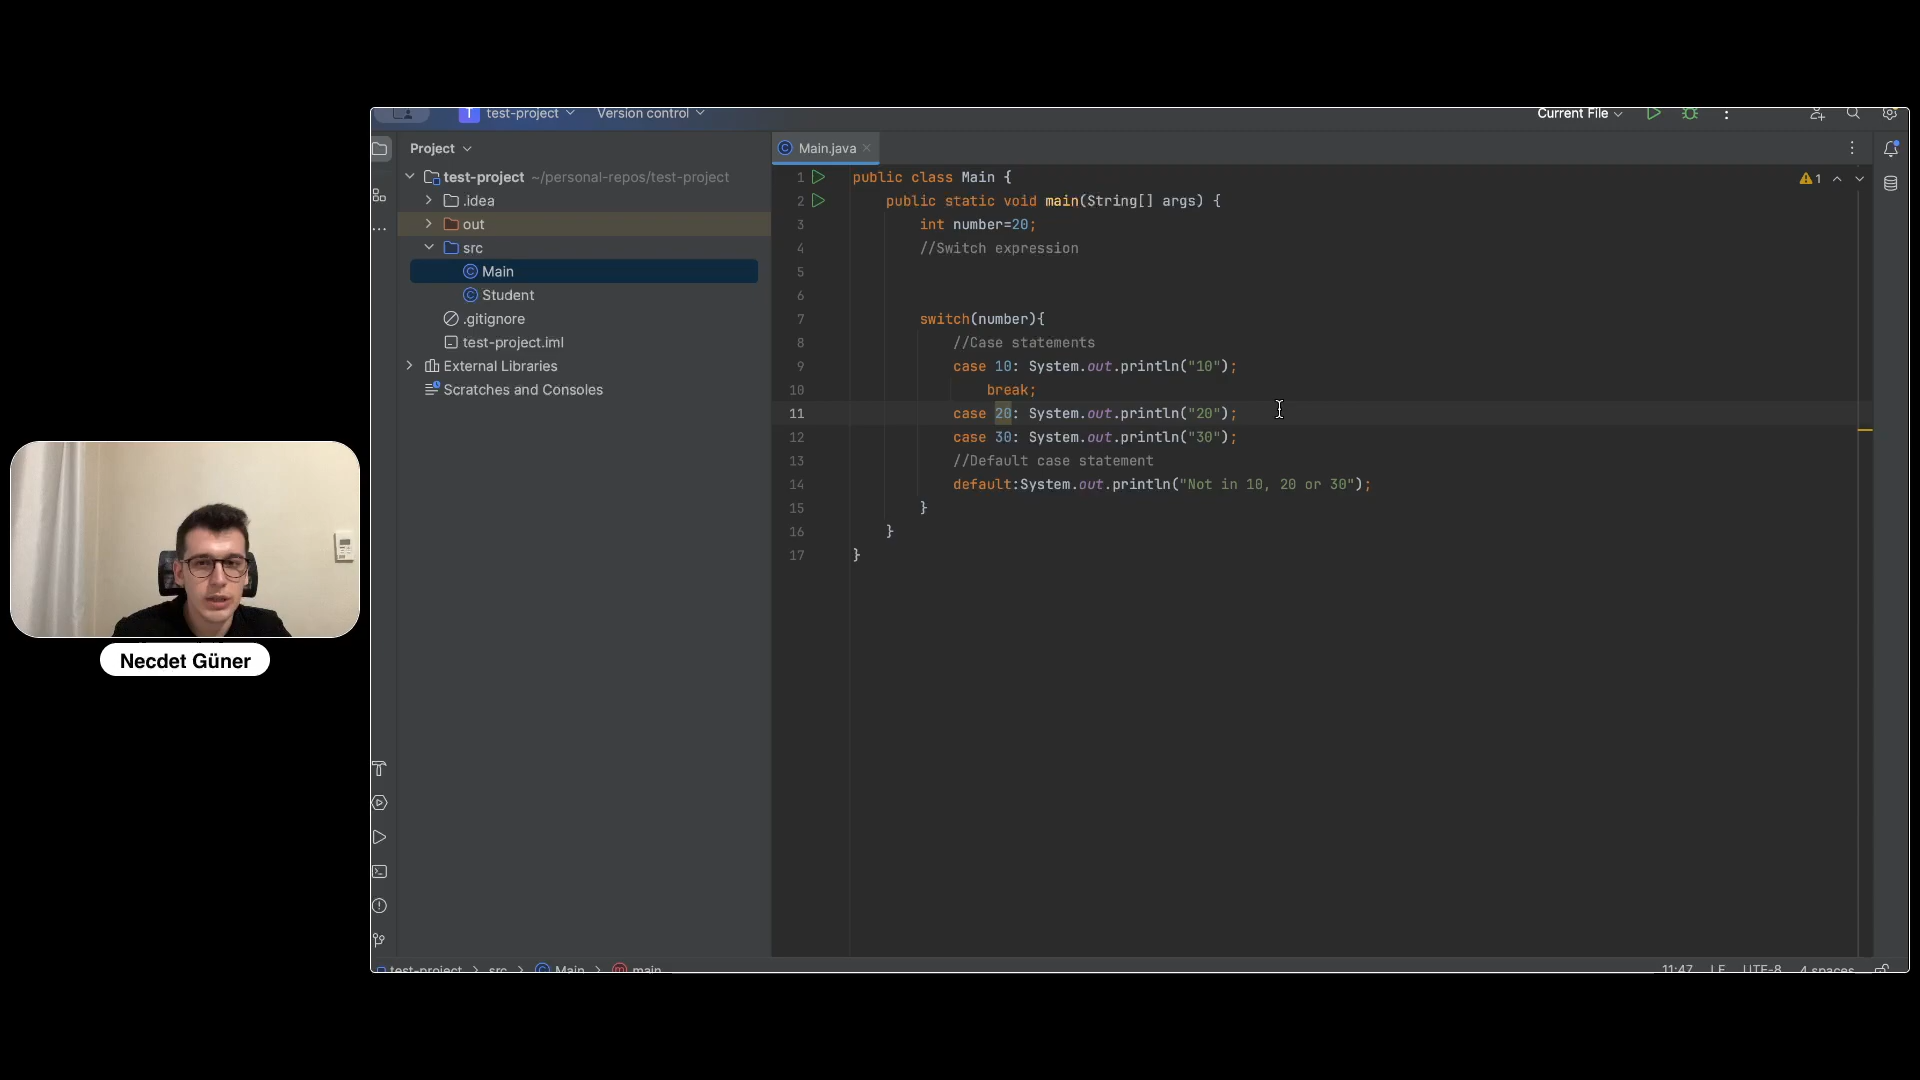 T test-project Version control Current File
Project
Main.java
test-project ~/personal-repos/test-project
.idea
out
src
Main
Student
.gitignore
test-project.iml
External Libraries
Scratches and Consoles
1
1 public class Main {
2 public static void main(String[] args) {
3 int number=20;
4 //Switch expression
5
6
7 switch(number){
8 //Case statements
9 case 10: System.out.println("10");
10 break;
11 case 20: System.out.println("20");
12 case 30: System.out.println("30");
13 //Default case statement
14 default:System.out.println("Not in 10, 20 or 30");
15 }
16 }
17 }
Necdet Güner
test-project > src > Main > main 11:47 LF UTF-8 4 spaces